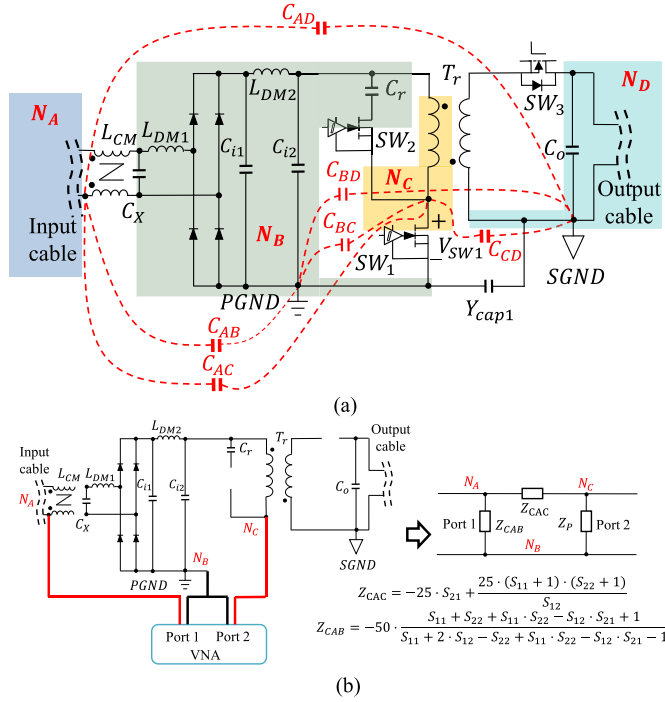 C_AD
N_A
L_CM
L_DM1
C_X
Input
cable
L_DM2
C_i1
C_i2
C_r
SW_2
T_r
SW_3
N_D
C_o
Output
cable
N_C
N_B
C_BD
C_BC
+
V_SW1
−
C_CD
SW_1
PGND
SGND
Y_cap1
C_AB
C_AC
(a)
Input
cable
N_A
L_CM
L_DM1
C_X
L_DM2
C_i1
C_i2
C_r
T_r
Output
cable
C_o
N_C
N_B
PGND
SGND
Port 1 Port 2
VNA
N_A
N_C
Z_CAC
Port 1
Z_CAB
Z_P
Port 2
N_B
Z_CAC = −25 · S_21 + 25 · (S_11 + 1) · (S_22 + 1) / S_12
Z_CAB = −50 · S_11 + S_22 + S_11 · S_22 − S_12 · S_21 + 1 / S_11 + 2 · S_12 − S_22 + S_11 · S_22 − S_12 · S_21 − 1
(b)